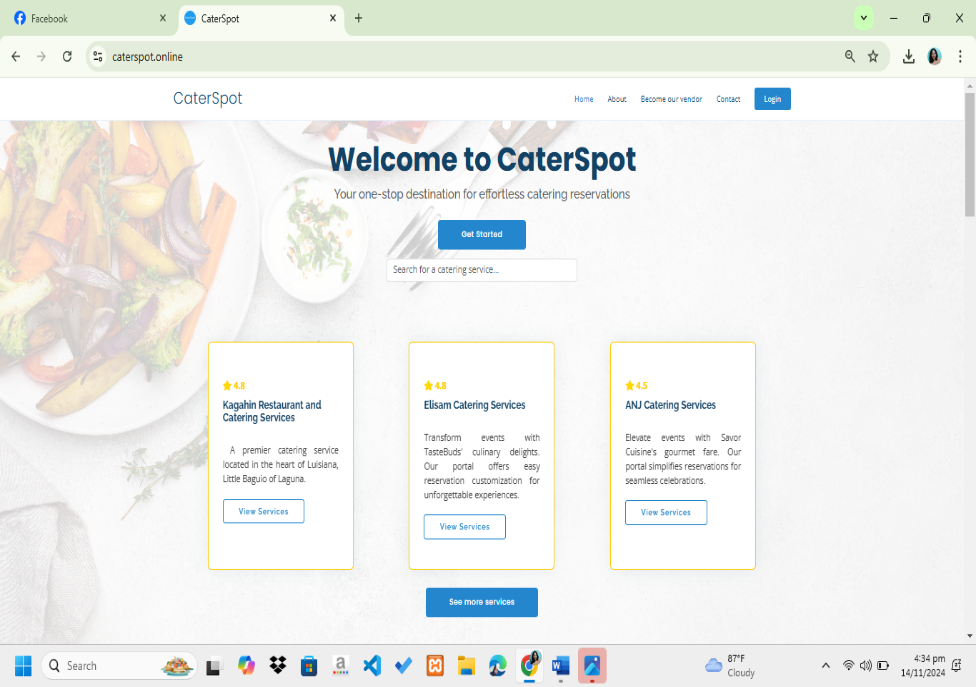 Facebook
CaterSpot
caterspot.online
CaterSpot
Home About Become our vendor Contact Login
Welcome to CaterSpot
Your one-stop destination for effortless catering reservations
Get Started
Search for a catering service...
4.8
Kagahin Restaurant and
Catering Services
A premier catering service
located in the heart of Luisiana,
Little Baguio of Laguna.
View Services
4.8
Elisam Catering Services
Transform events with
TasteBuds' culinary delights.
Our portal offers easy
reservation customization for
unforgettable experiences.
View Services
4.5
ANJ Catering Services
Elevate events with Savor
Cuisine's gourmet fare. Our
portal simplifies reservations for
seamless celebrations.
View Services
See more services
Search
87°F
Cloudy
4:34 pm
14/11/2024